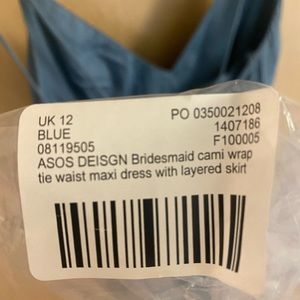 UK 12 PO 0350021208
BLUE 1407186
08119505 F100005
ASOS DEISGN Bridesmaid cami wrap
tie waist maxi dress with layered skirt